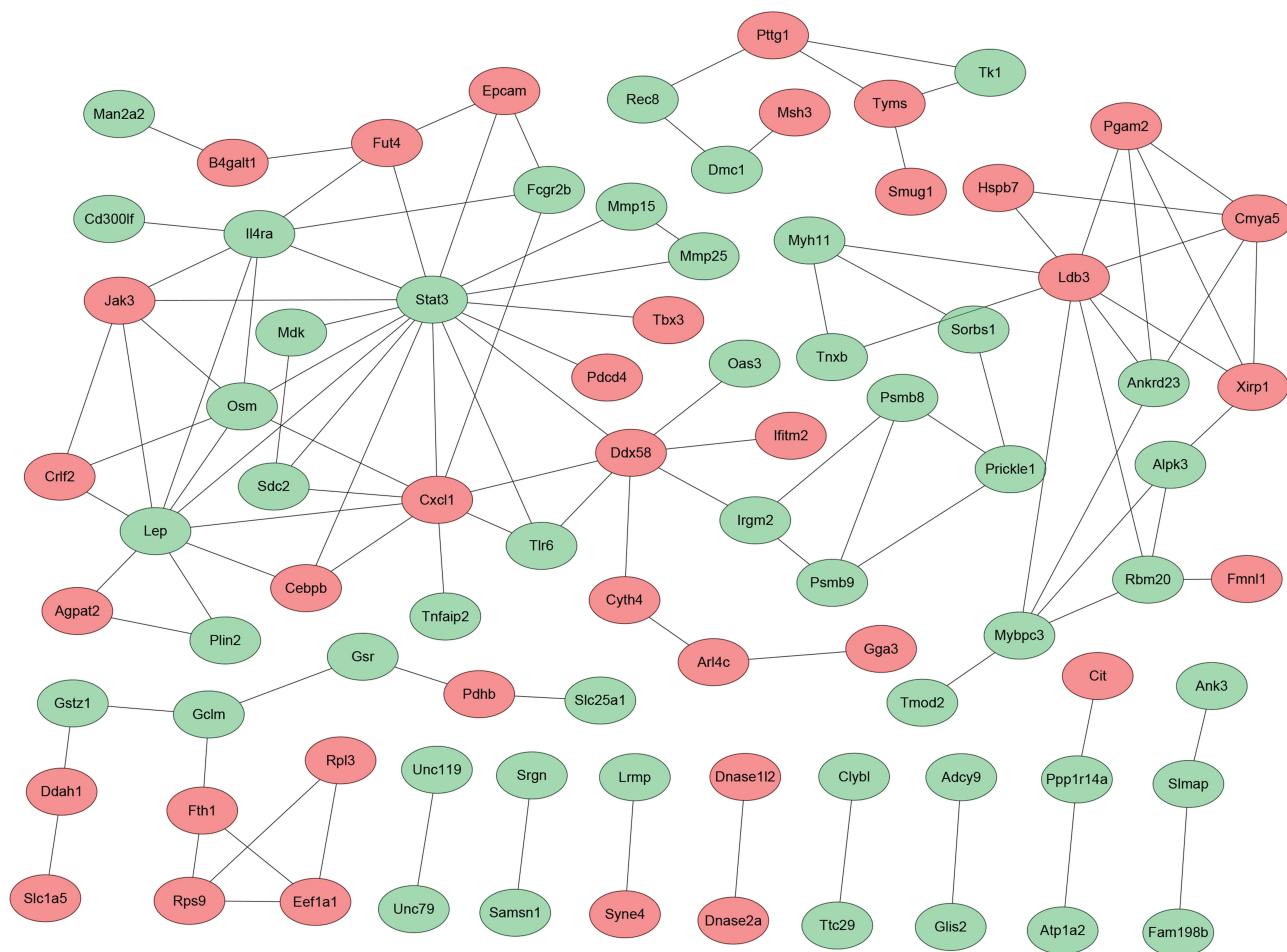 Pttg1
Tk1
Epcam
Rec8
Tyms
Man2a2
Msh3
Pgam2
Fut4
B4galt1
Dmc1
Fcgr2b
Smug1
Hspb7
Cd300lf
Mmp15
Cmya5
Il4ra
Myh11
Mmp25
Ldb3
Jak3
Stat3
Tbx3
Mdk
Sorbs1
Tnxb
Oas3
Pdcd4
Ankrd23
Xirp1
Psmb8
Osm
Ifitm2
Ddx58
Alpk3
Prickle1
Crlf2
Sdc2
Cxcl1
Irgm2
Lep
Tlr6
Rbm20
Fmnl1
Psmb9
Cebpb
Cyth4
Agpat2
Tnfaip2
Mybpc3
Plin2
Gga3
Gsr
Arl4c
Cit
Ank3
Pdhb
Slc25a1
Tmod2
Gstz1
Gclm
Rpl3
Unc119
Srgn
Lrmp
Dnase1l2
Clybl
Adcy9
Ppp1r14a
Slmap
Ddah1
Fth1
Slc1a5
Rps9
Eef1a1
Unc79
Samsn1
Syne4
Dnase2a
Ttc29
Glis2
Atp1a2
Fam198b